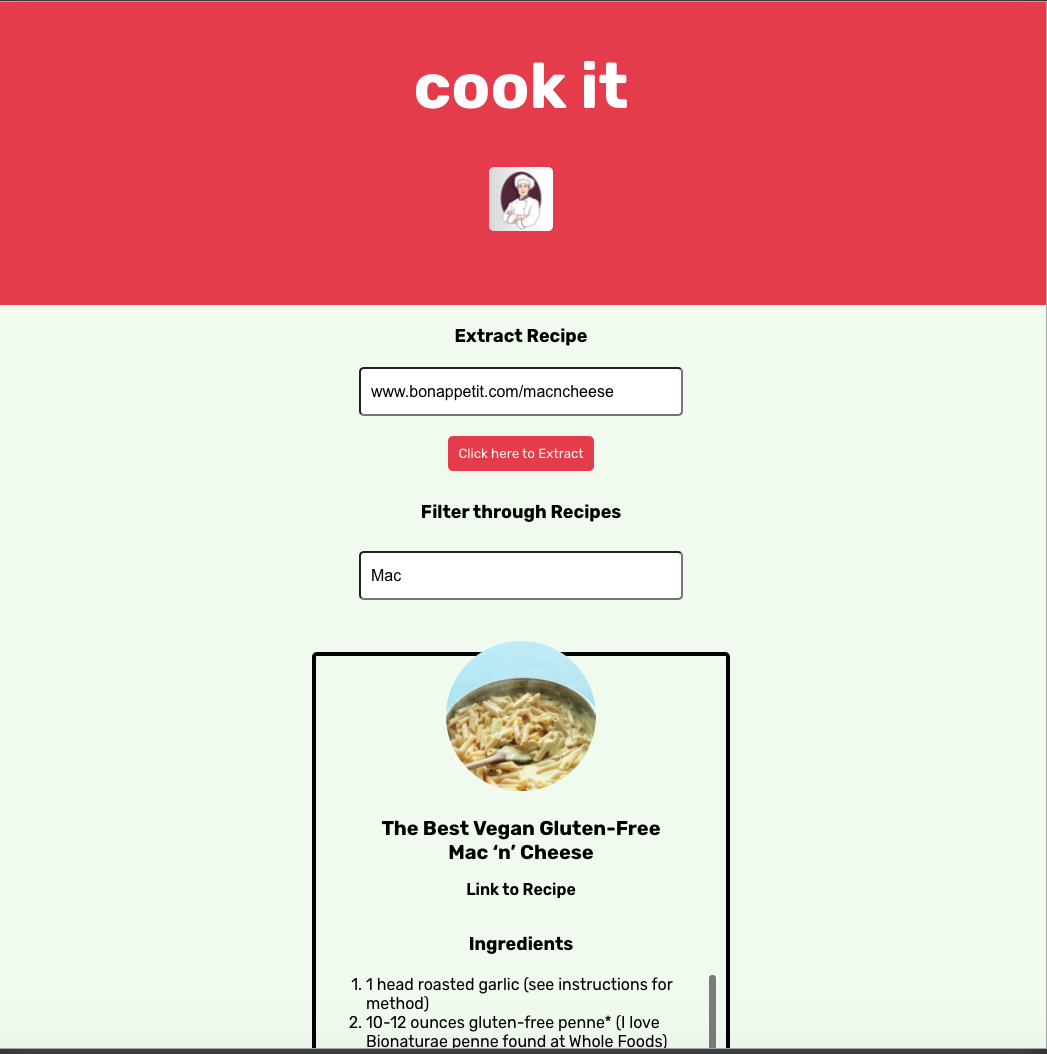 cook it
Extract Recipe
www.bonappetit.com/macncheese
Click here to Extract
Filter through Recipes
Mac
The Best Vegan Gluten-Free
Mac ‘n’ Cheese
Link to Recipe
Ingredients
1. 1 head roasted garlic (see instructions for
method)
2. 10-12 ounces gluten-free penne* (I love
Bionaturae penne found at Whole Foods)